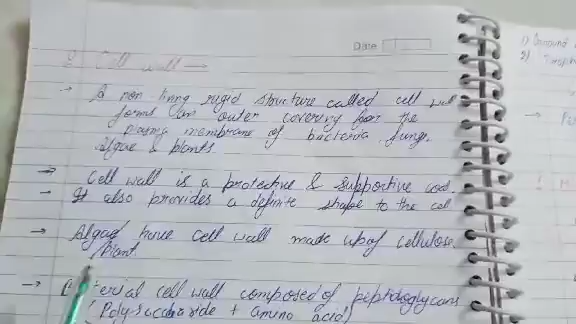 Date
Cell wall →
A non living rigid structure called cell wall
forms an outer covering for the
plasma membrane of bacteria, fungi,
algae & plants.
→ Cell wall is a protective & supportive coat.
→ It also provides a definite shape to the cell
→ Algae/ have cell wall made up of cellulose.
Plant
→ cell wall composed of peptidoglycans
(Polysaccharide + amino acid)
1)
2)